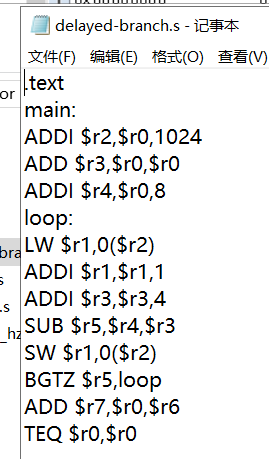 delayed-branch.s - 记事本
文件(F) 编辑(E) 格式(O) 查看(V)
.text
main:
ADDI $r2,$r0,1024
ADD $r3,$r0,$r0
ADDI $r4,$r0,8
loop:
LW $r1,0($r2)
ADDI $r1,$r1,1
ADDI $r3,$r3,4
SUB $r5,$r4,$r3
SW $r1,0($r2)
BGTZ $r5,loop
ADD $r7,$r0,$r6
TEQ $r0,$r0
or
bra
s
.s
_hz